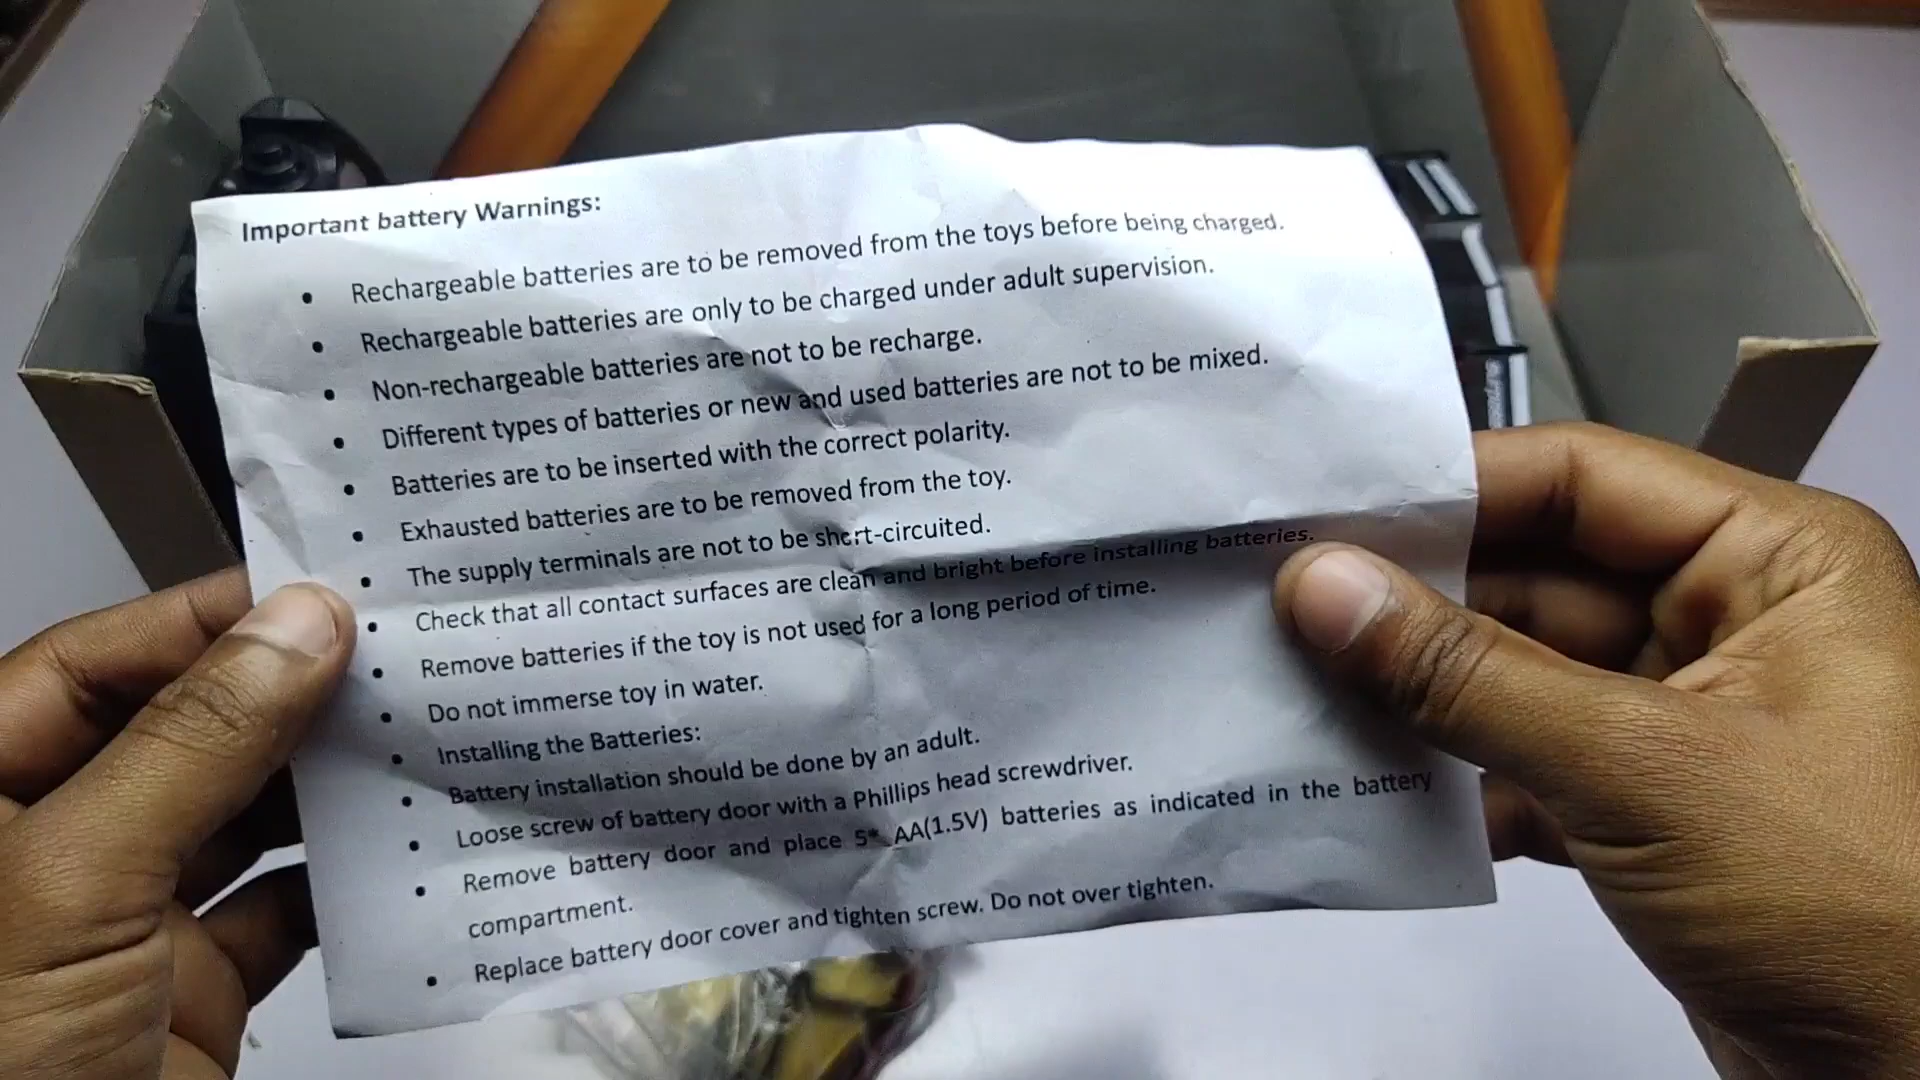 Important battery Warnings:
• Rechargeable batteries are to be removed from the toys before being charged.
• Rechargeable batteries are only to be charged under adult supervision.
• Non-rechargeable batteries are not to be recharge.
• Different types of batteries or new and used batteries are not to be mixed.
• Batteries are to be inserted with the correct polarity.
• Exhausted batteries are to be removed from the toy.
• The supply terminals are not to be short-circuited.
• Check that all contact surfaces are clean and bright before installing batteries.
• Remove batteries if the toy is not used for a long period of time.
• Do not immerse toy in water.
• Installing the Batteries:
• Battery installation should be done by an adult.
• Loose screw of battery door with a Phillips head screwdriver.
• Remove battery door and place 5* AA(1.5V) batteries as indicated in the battery
compartment.
• Replace battery door cover and tighten screw. Do not over tighten.